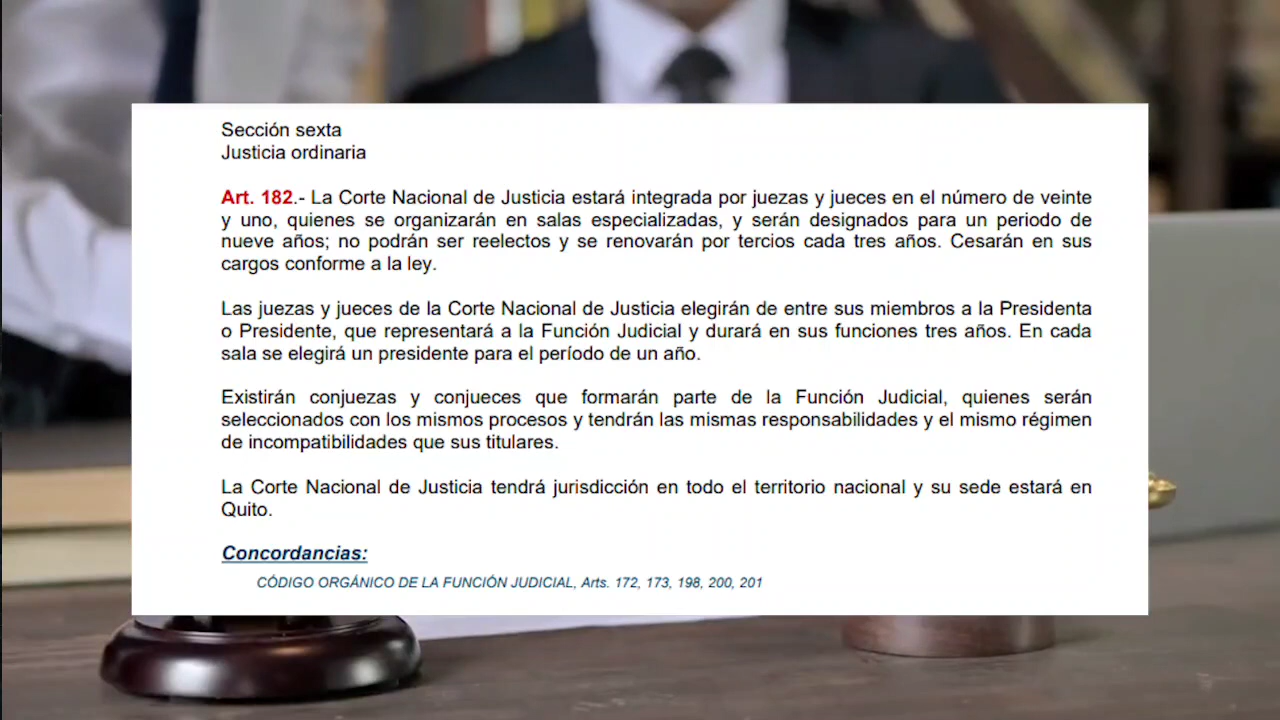 Sección sexta
Justicia ordinaria
Art. 182.- La Corte Nacional de Justicia estará integrada por juezas y jueces en el número de veinte
y uno, quienes se organizarán en salas especializadas, y serán designados para un periodo de
nueve años; no podrán ser reelectos y se renovarán por tercios cada tres años. Cesarán en sus
cargos conforme a la ley.
Las juezas y jueces de la Corte Nacional de Justicia elegirán de entre sus miembros a la Presidenta
o Presidente, que representará a la Función Judicial y durará en sus funciones tres años. En cada
sala se elegirá un presidente para el período de un año.
Existirán conjuezas y conjueces que formarán parte de la Función Judicial, quienes serán
seleccionados con los mismos procesos y tendrán las mismas responsabilidades y el mismo régimen
de incompatibilidades que sus titulares.
La Corte Nacional de Justicia tendrá jurisdicción en todo el territorio nacional y su sede estará en
Quito.
Concordancias:
CÓDIGO ORGÁNICO DE LA FUNCIÓN JUDICIAL, Arts. 172, 173, 198, 200, 201